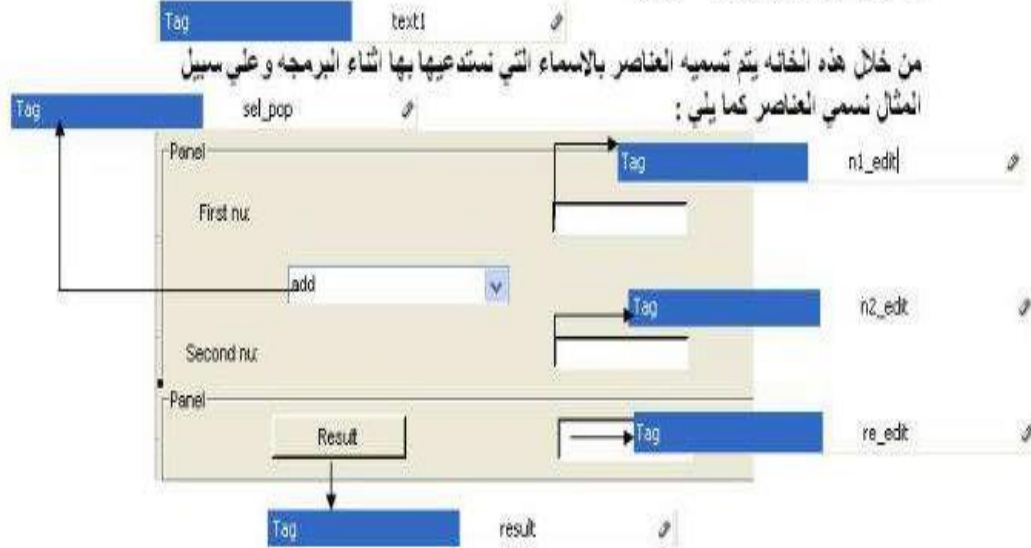 Tag text1
من خلال هذه الخانه يتم تسميه العناصر بالاسماء التي نستدعيها بها اثناء البرمجه وعلي سبيل
المثال نسمي العناصر كما يلي :
Tag sel_pop
Panel
Tag n1_edit
First nu:
add
Tag n2_edit
Second nu:
Panel
Result
Tag re_edit
Tag result